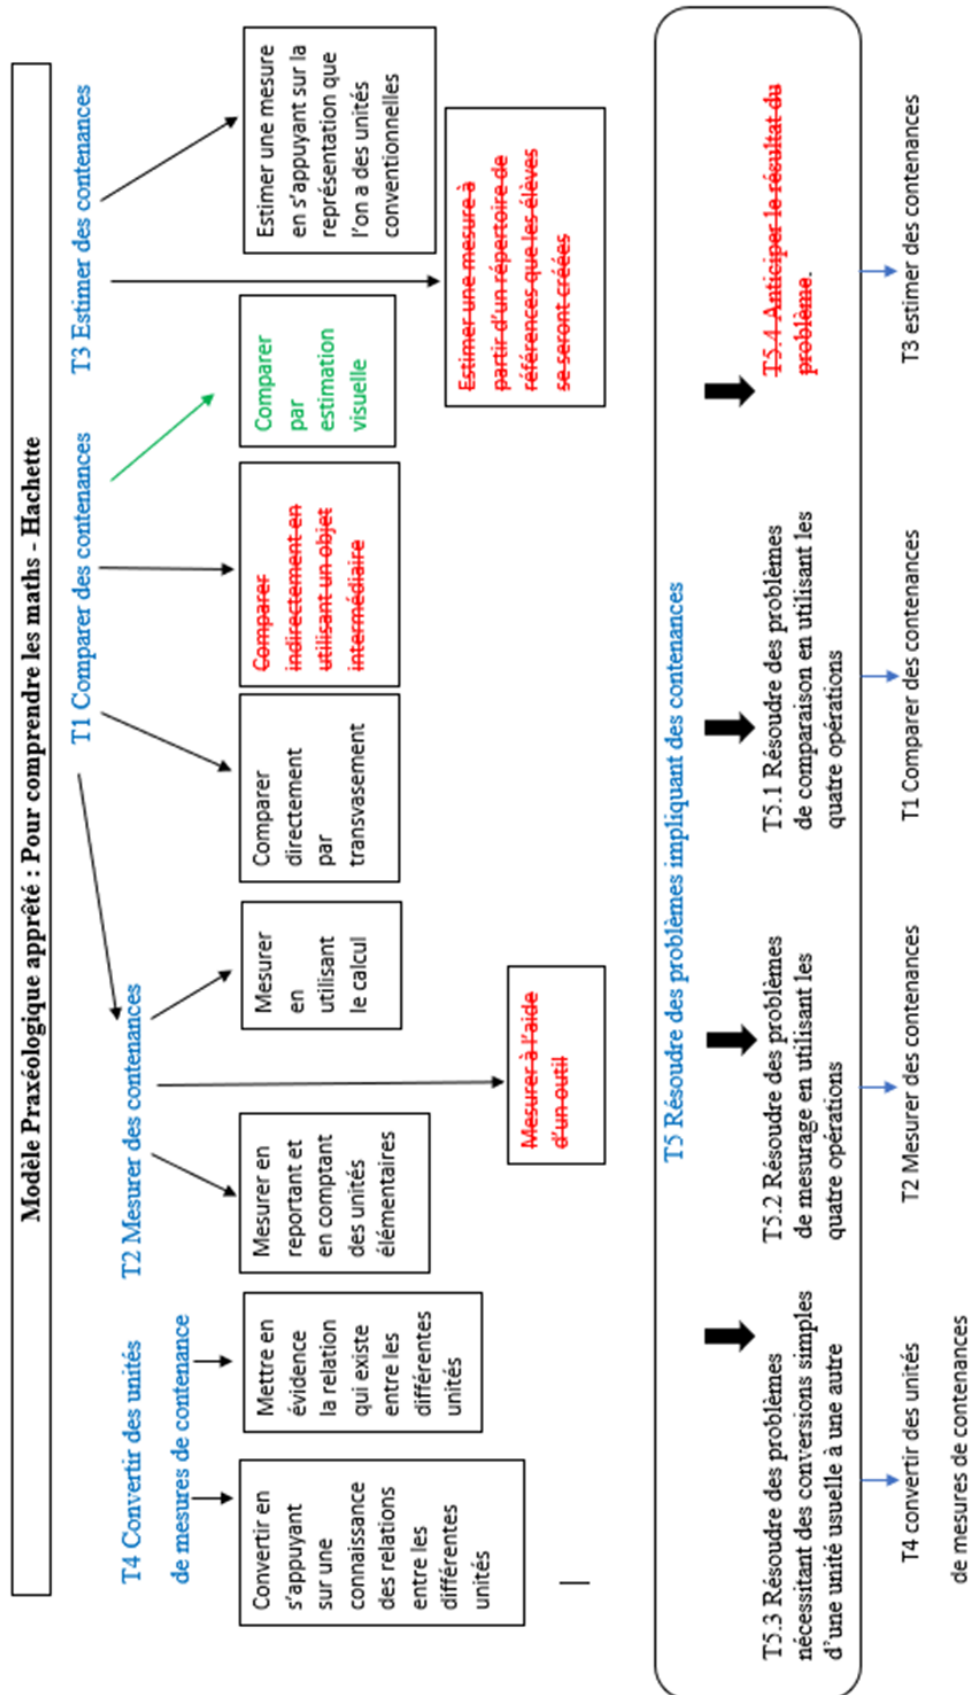 Modèle Praxéologique apprêté : Pour comprendre les maths - Hachette
T4 Convertir des unités
de mesures de contenance
T2 Mesurer des contenances
T1 Comparer des contenances
T3 Estimer des contenances
Convertir en
s'appuyant
sur une
connaissance
des relations
entre les
différentes
unités
Mettre en
évidence
la relation
qui existe
entre les
différentes
unités
Mesurer en
reportant et
en comptant
des unités
élémentaires
Mesurer
en
utilisant
le calcul
Comparer
directement
par
transvasement
Comparer
indirectement en
utilisant un objet
intermédiaire
Comparer
par
estimation
visuelle
Estimer une mesure
en s'appuyant sur la
représentation que
l'on a des unités
conventionnelles
Mesurer à l'aide
d'un outil
Estimer une mesure à
partir d'un répertoire de
références que les élèves
se seront créées
T5 Résoudre des problèmes impliquant des contenances
T5.3 Résoudre des problèmes
nécessitant des conversions simples
d'une unité usuelle à une autre
T5.2 Résoudre des problèmes
de mesurage en utilisant les
quatre opérations
T5.1 Résoudre des problèmes
de comparaison en utilisant les
quatre opérations
T5.4 Anticiper le résultat du
problème.
T4 convertir des unités
de mesures de contenance
T2 Mesurer des contenances
T1 Comparer des contenances
T3 estimer des contenances